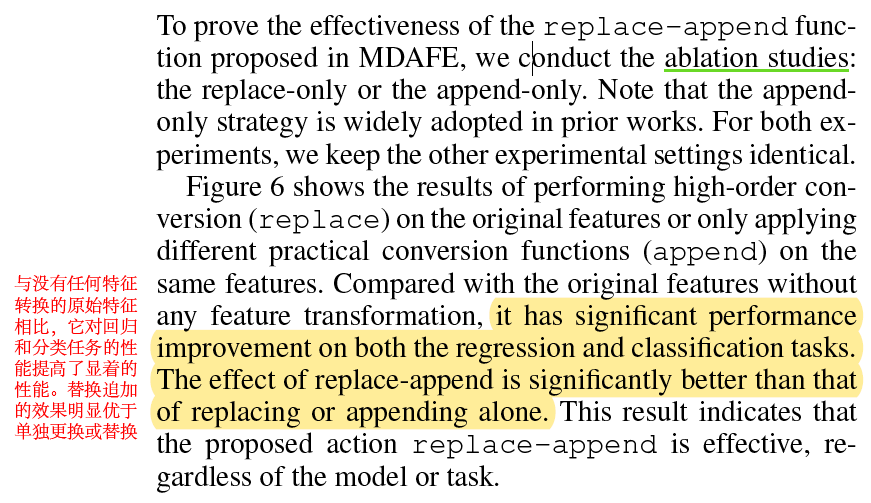 To prove the effectiveness of the replace-append func-
tion proposed in MDAFE, we conduct the ablation studies:
the replace-only or the append-only. Note that the append-
only strategy is widely adopted in prior works. For both ex-
periments, we keep the other experimental settings identical.
Figure 6 shows the results of performing high-order con-
version (replace) on the original features or only applying
different practical conversion functions (append) on the
same features. Compared with the original features without
any feature transformation, it has significant performance
improvement on both the regression and classification tasks.
The effect of replace-append is significantly better than that
of replacing or appending alone. This result indicates that
the proposed action replace-append is effective, re-
gardless of the model or task.
与没有任何特征
转换的原始特征
相比，它对回归
和分类任务的性
能提高了显着的
性能。替换追加
的效果明显优于
单独更换或替换